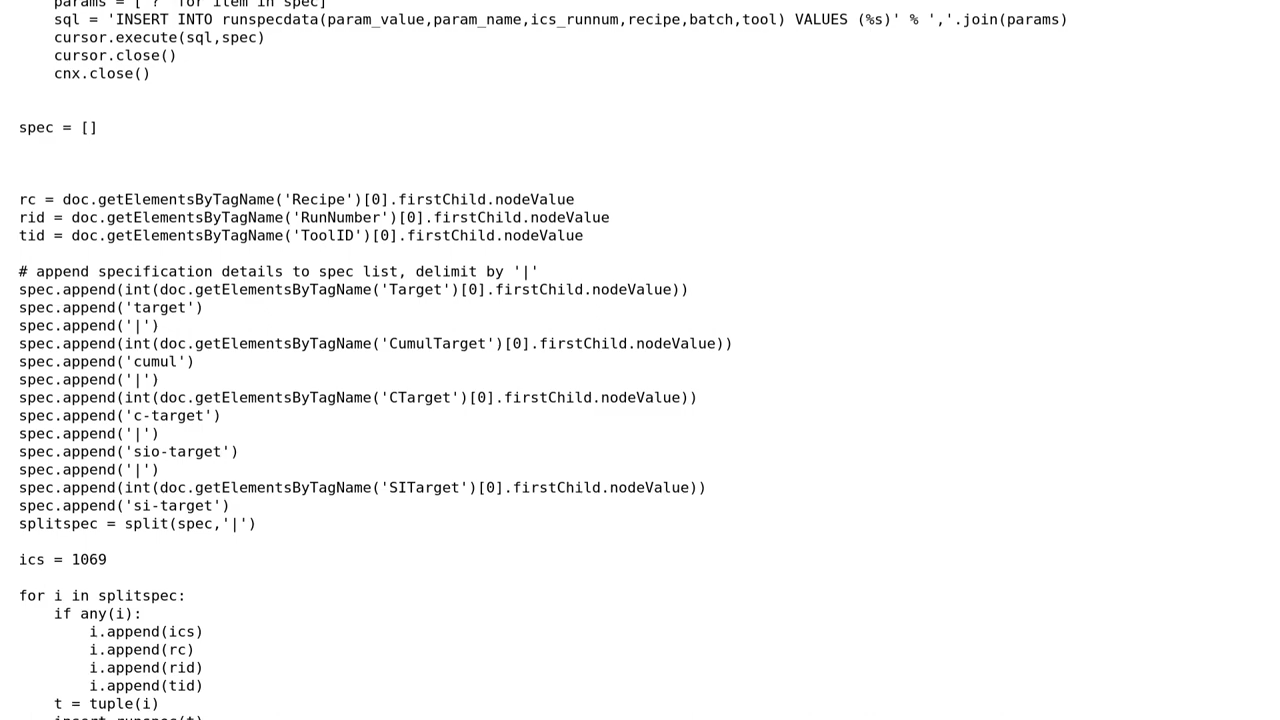 params = ['?' for item in spec]
sql = 'INSERT INTO runspecdata(param_value,param_name,ics_runnum,recipe,batch,tool) VALUES (%s)' % ','.join(params)
cursor.execute(sql,spec)
cursor.close()
cnx.close()
spec = []
rc = doc.getElementsByTagName('Recipe')[0].firstChild.nodeValue
rid = doc.getElementsByTagName('RunNumber')[0].firstChild.nodeValue
tid = doc.getElementsByTagName('ToolID')[0].firstChild.nodeValue
# append specification details to spec list, delimit by '|'
spec.append(int(doc.getElementsByTagName('Target')[0].firstChild.nodeValue))
spec.append('target')
spec.append('|')
spec.append(int(doc.getElementsByTagName('CumulTarget')[0].firstChild.nodeValue))
spec.append('cumul')
spec.append('|')
spec.append(int(doc.getElementsByTagName('CTarget')[0].firstChild.nodeValue))
spec.append('c-target')
spec.append('|')
spec.append('sio-target')
spec.append('|')
spec.append(int(doc.getElementsByTagName('SITarget')[0].firstChild.nodeValue))
spec.append('si-target')
splitspec = split(spec,'|')
ics = 1069
for i in splitspec:
if any(i):
i.append(ics)
i.append(rc)
i.append(rid)
i.append(tid)
t = tuple(i)
insert_runspec(t)